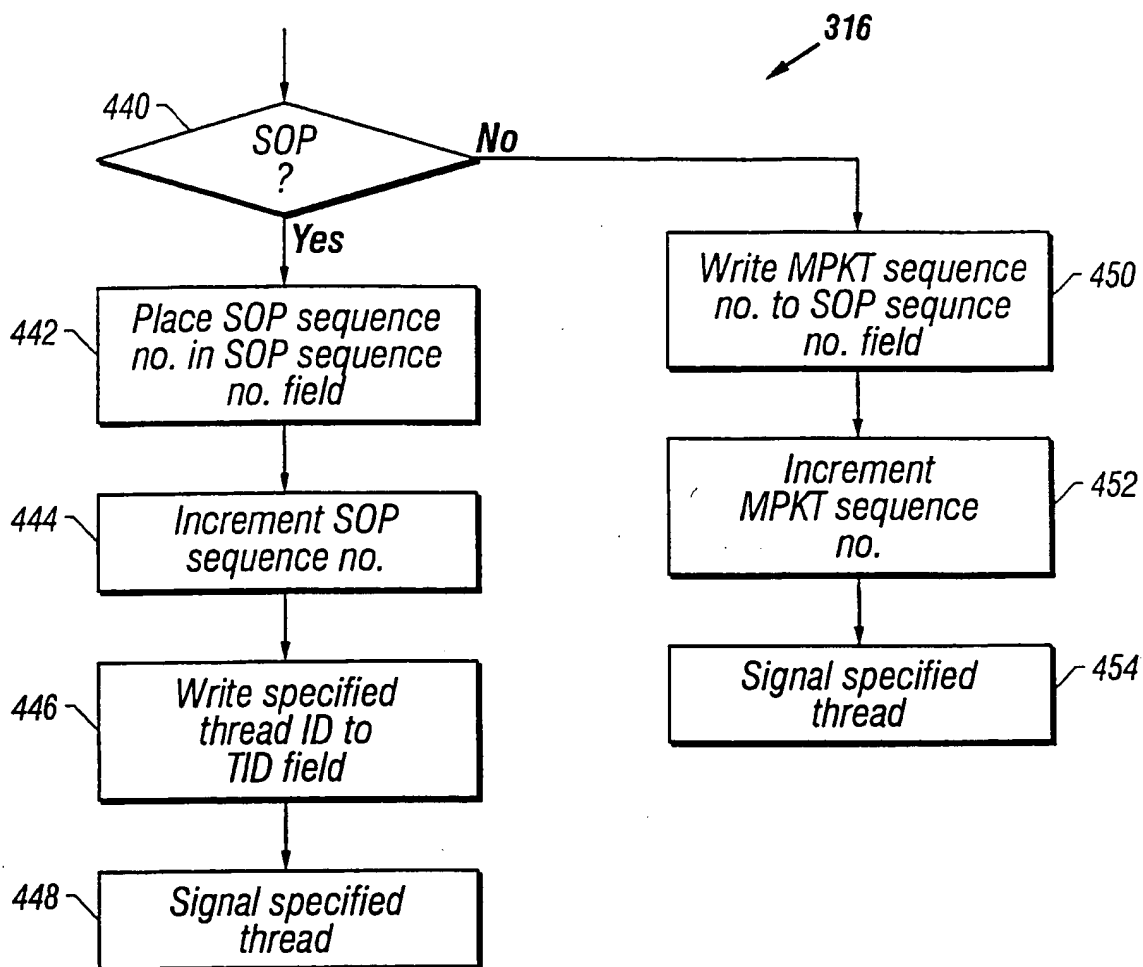 316
440
SOP
?
No
Yes
442
Place SOP sequence
no. in SOP sequence
no. field
444
Increment SOP
sequence no.
446
Write specified
thread ID to
TID field
448
Signal specified
thread
Write MPKT sequence
no. to SOP sequnce
no. field
450
Increment
MPKT sequence
no.
452
Signal specified
thread
454